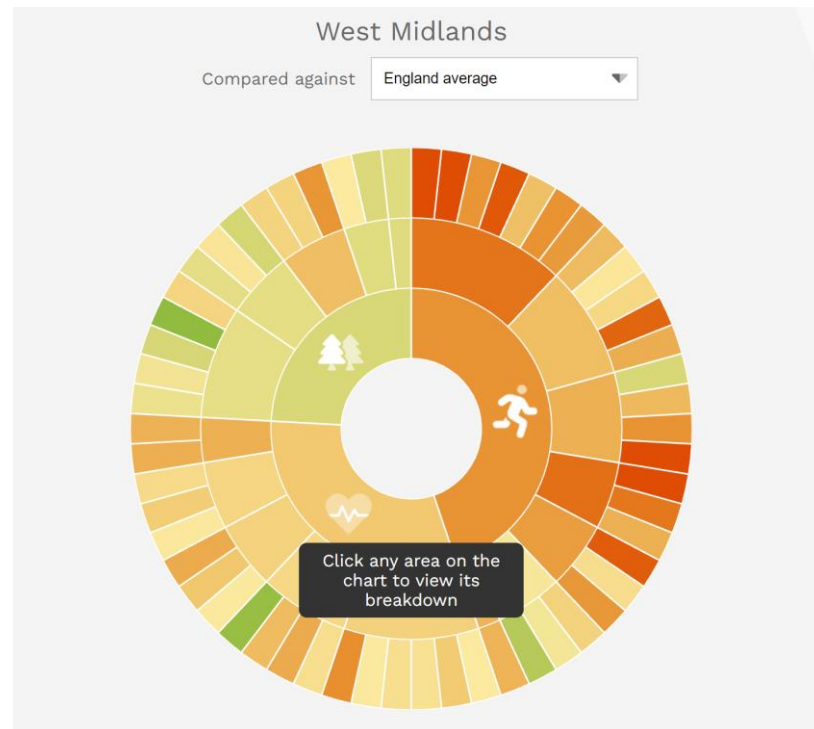 West Midlands
Compared against
England average
Click any area on the
chart to view its
breakdown